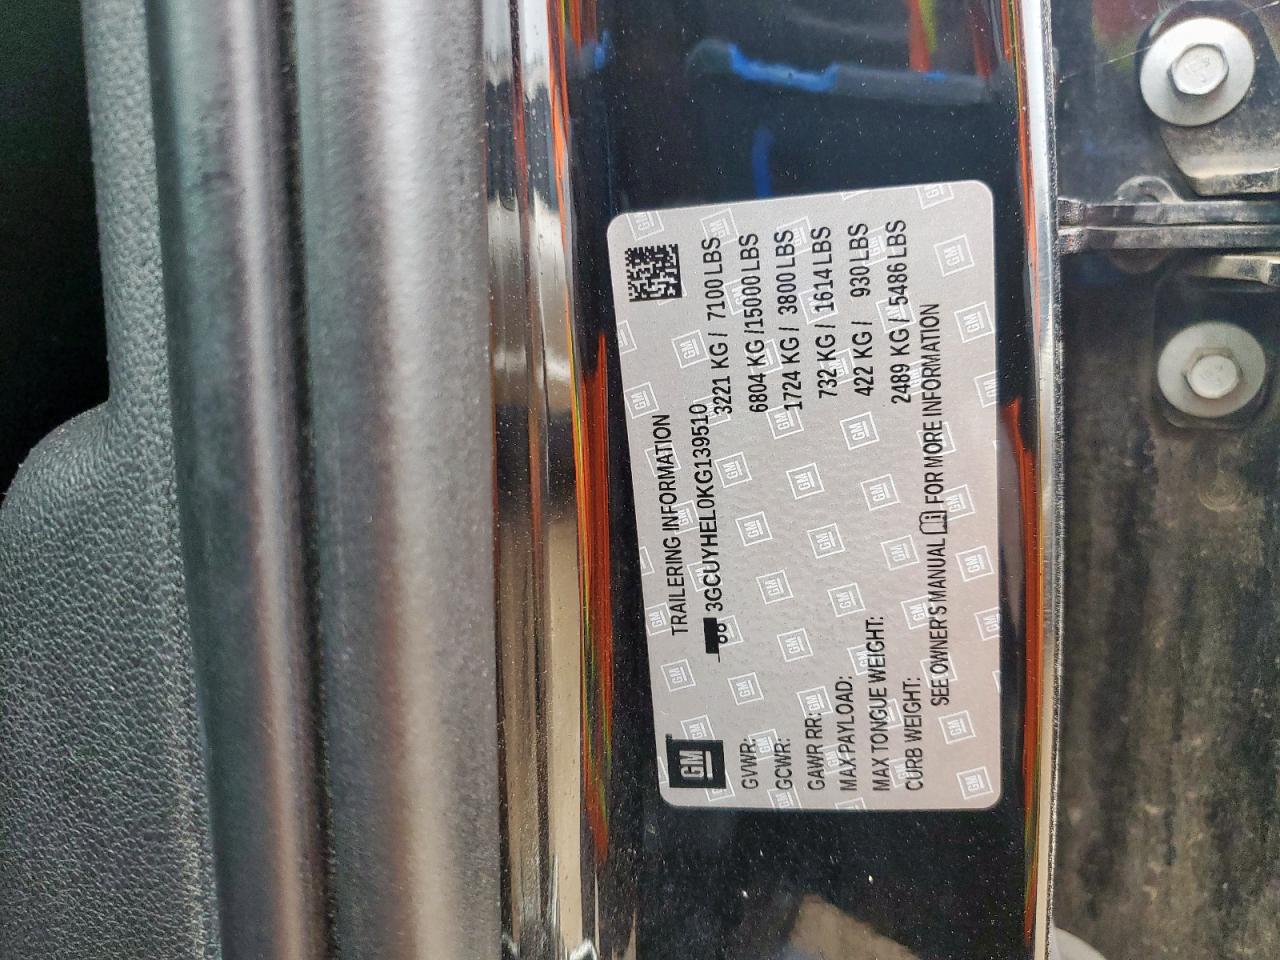 GM
TRAILERING INFORMATION
3GCUYHEL0KG139510
GVWR: 3221 KG / 7100 LBS
GCWR: 6804 KG / 15000 LBS
GAWR RR: 1724 KG / 3800 LBS
MAX PAYLOAD: 732 KG / 1614 LBS
MAX TONGUE WEIGHT: 422 KG / 930 LBS
CURB WEIGHT: 2489 KG / 5486 LBS
SEE OWNER'S MANUAL FOR MORE INFORMATION